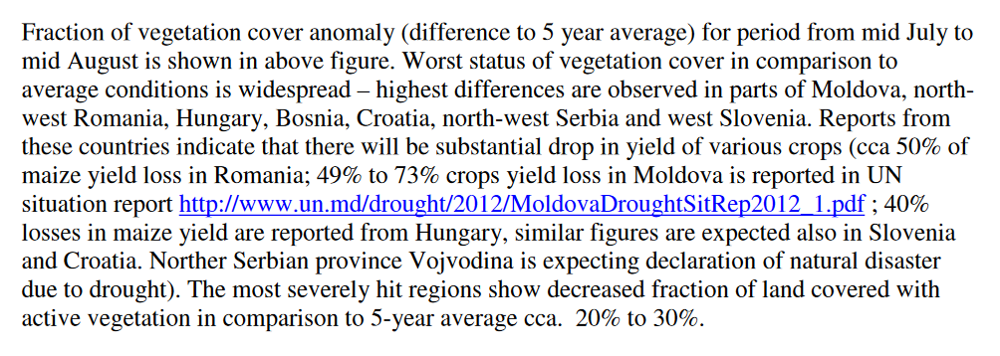 Fraction of vegetation cover anomaly (difference to 5 year average) for period from mid July to
mid August is shown in above figure. Worst status of vegetation cover in comparison to
average conditions is widespread – highest differences are observed in parts of Moldova, north-
west Romania, Hungary, Bosnia, Croatia, north-west Serbia and west Slovenia. Reports from
these countries indicate that there will be substantial drop in yield of various crops (cca 50% of
maize yield loss in Romania; 49% to 73% crops yield loss in Moldova is reported in UN
situation report http://www.un.md/drought/2012/MoldovaDroughtSitRep2012_1.pdf ; 40%
losses in maize yield are reported from Hungary, similar figures are expected also in Slovenia
and Croatia. Norther Serbian province Vojvodina is expecting declaration of natural disaster
due to drought). The most severely hit regions show decreased fraction of land covered with
active vegetation in comparison to 5-year average cca.  20% to 30%.